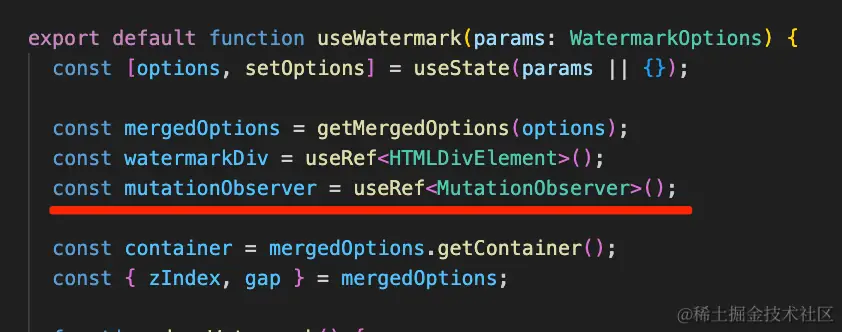 export default function useWatermark(params: WatermarkOptions) {
const [options, setOptions] = useState(params || {});
const mergedOptions = getMergedOptions(options);
const watermarkDiv = useRef<HTMLDivElement>();
const mutationObserver = useRef<MutationObserver>();
const container = mergedOptions.getContainer();
const { zIndex, gap } = mergedOptions;
@稀土掘金技术社区